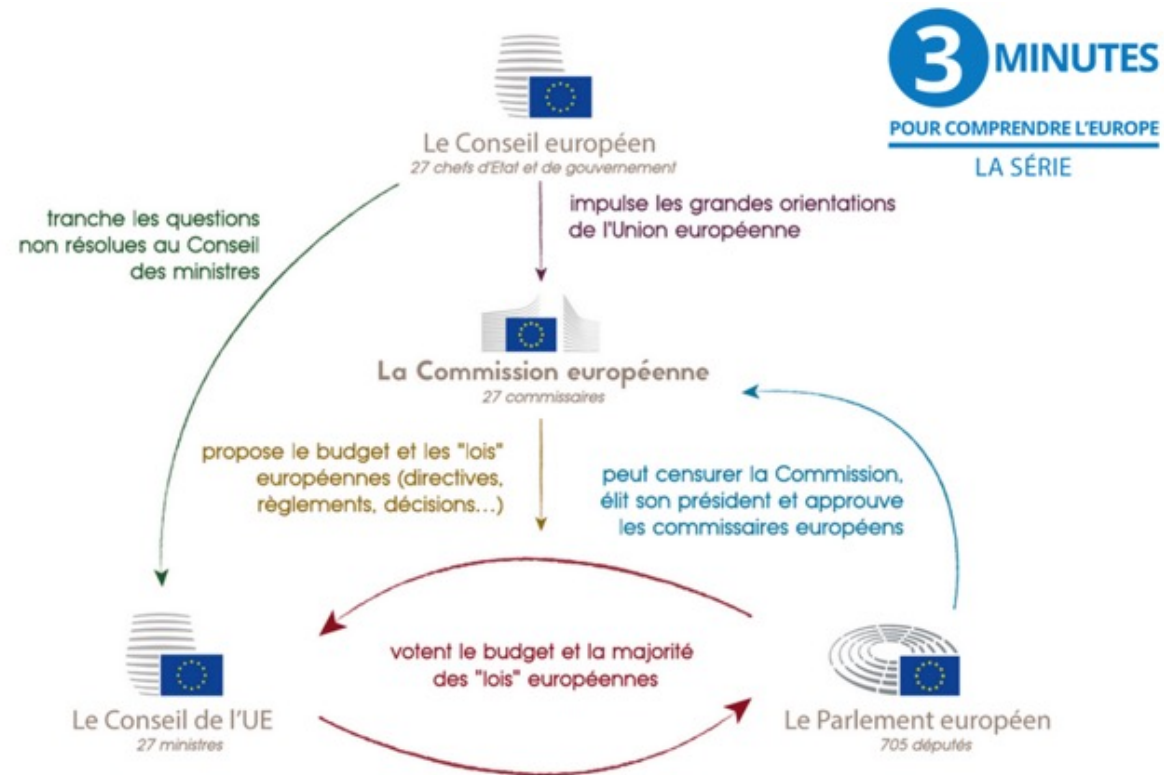 3 MINUTES
POUR COMPRENDRE L'EUROPE
LA SÉRIE
Le Conseil européen
27 chefs d'Etat et de gouvernement
tranche les questions
non résolues au Conseil
des ministres
impulse les grandes orientations
de l'Union européenne
La Commission européenne
27 commissaires
propose le budget et les "lois"
européennes (directives,
règlements, décisions...)
peut censurer la Commission,
élit son président et approuve
les commissaires européens
votent le budget et la majorité
des "lois" européennes
Le Conseil de l'UE
27 ministres
Le Parlement européen
705 députés